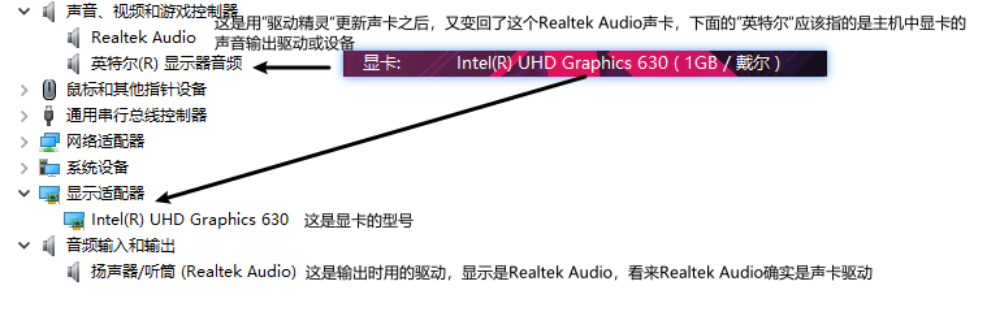 声音、视频和游戏控制器
这是用"驱动精灵"更新声卡之后，又变回了这个Realtek Audio声卡，下面的"英特尔"应该指的是主机中显卡的
Realtek Audio
声音输出驱动或设备
英特尔(R) 显示器音频
显卡: Intel(R) UHD Graphics 630 ( 1GB / 戴尔 )
鼠标和其他指针设备
通用串行总线控制器
网络适配器
系统设备
显示适配器
Intel(R) UHD Graphics 630 这是显卡的型号
音频输入和输出
扬声器/听筒 (Realtek Audio) 这是输出时用的驱动，显示是Realtek Audio，看来Realtek Audio确实是声卡驱动